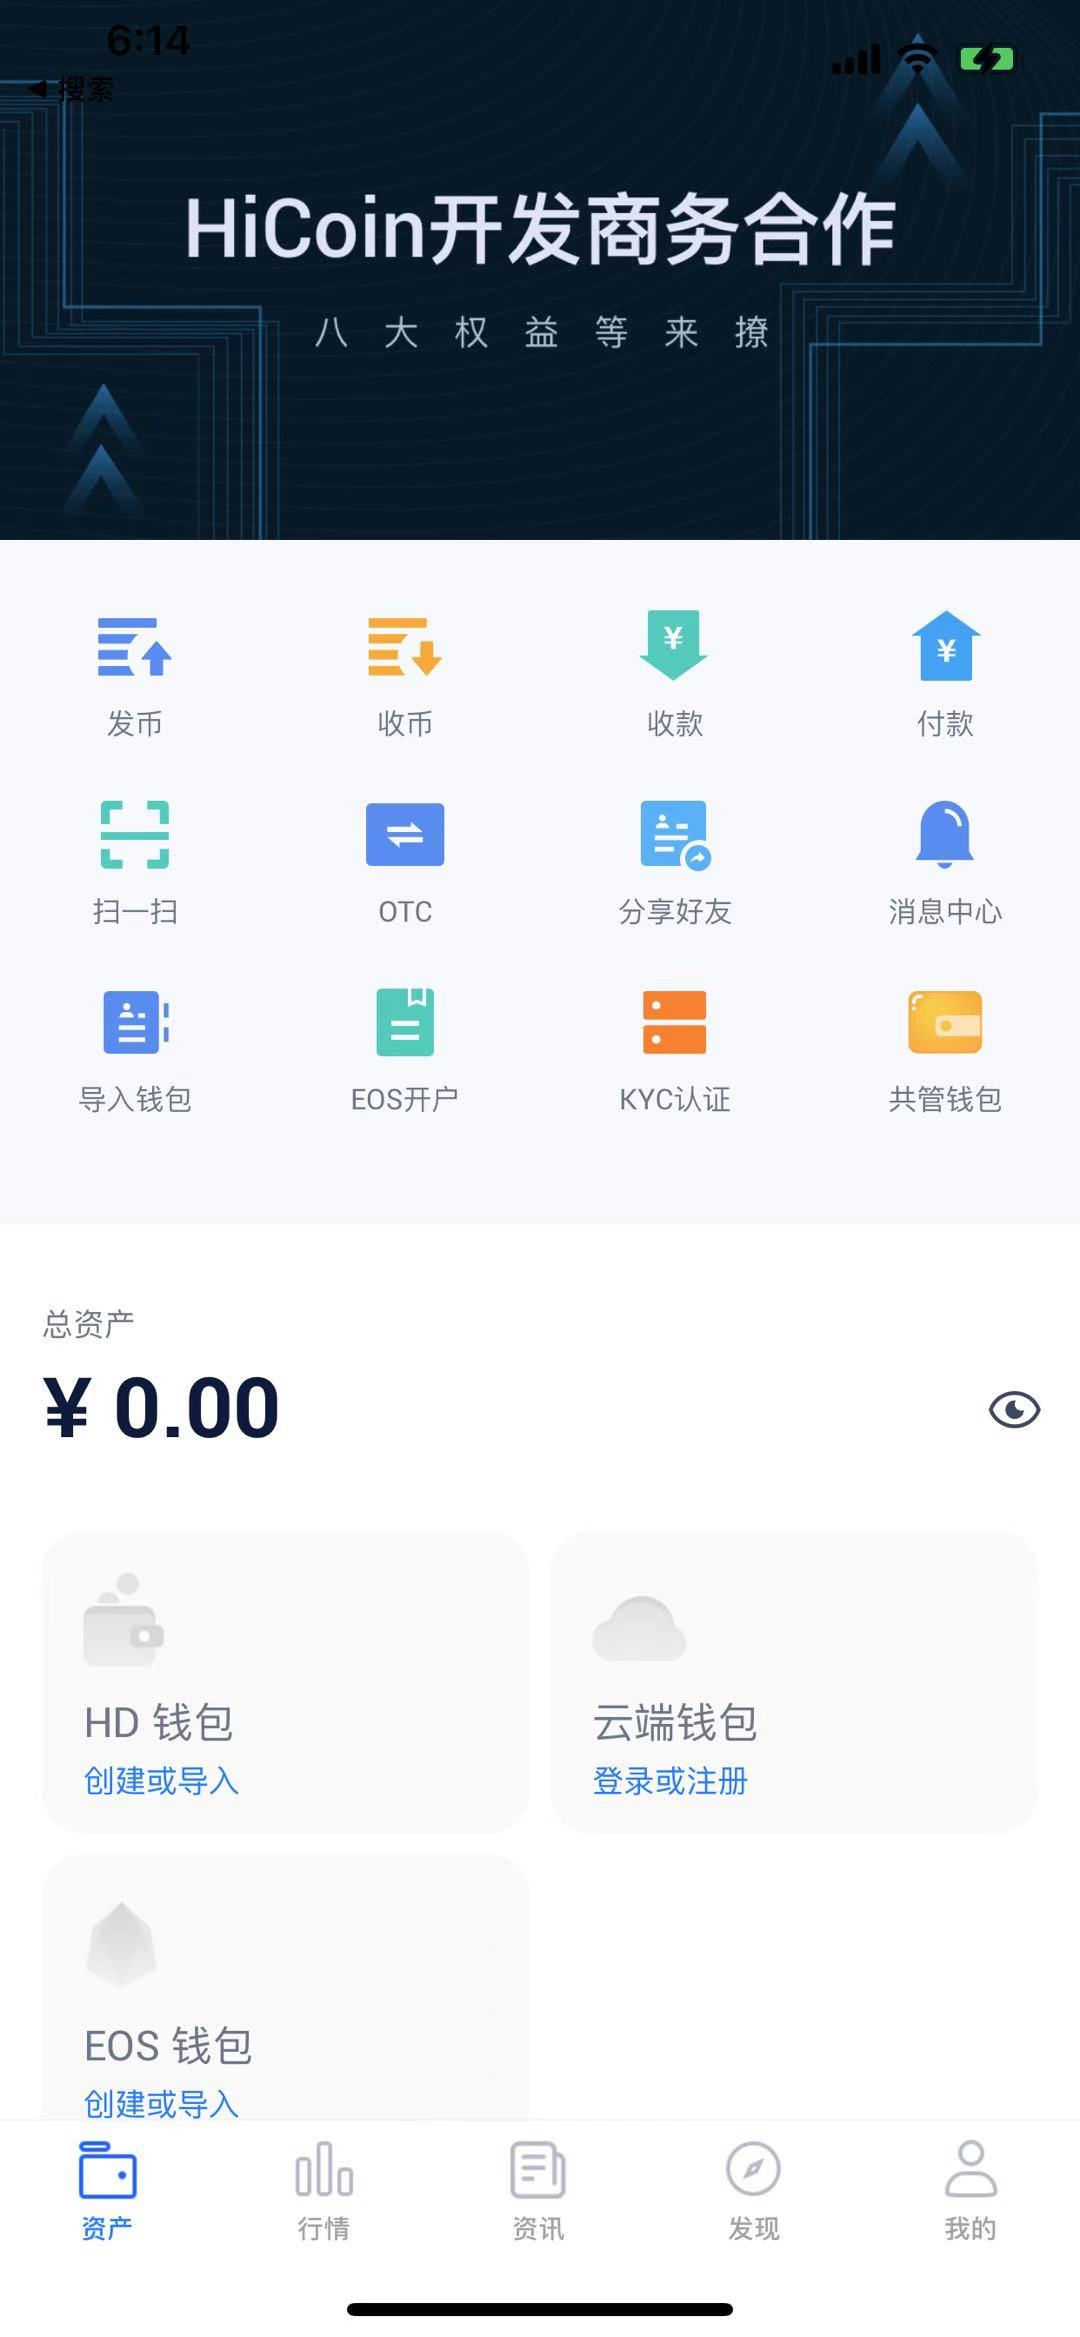 6:14
◀ 搜索
HiCoin开发商务合作
八大权益等来撩
发币
收币
收款
付款
扫一扫
OTC
分享好友
消息中心
导入钱包
EOS开户
KYC认证
共管钱包
总资产
¥ 0.00
HD 钱包
创建或导入
云端钱包
登录或注册
EOS 钱包
创建或导入
资产
行情
资讯
发现
我的